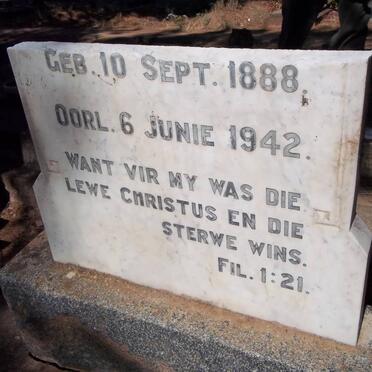 GEB. 10 SEPT. 1888.
OORL. 6 JUNIE 1942.
WANT VIR MY WAS DIE
LEWE CHRISTUS EN DIE
STERWE WINS.
FIL. 1:21.